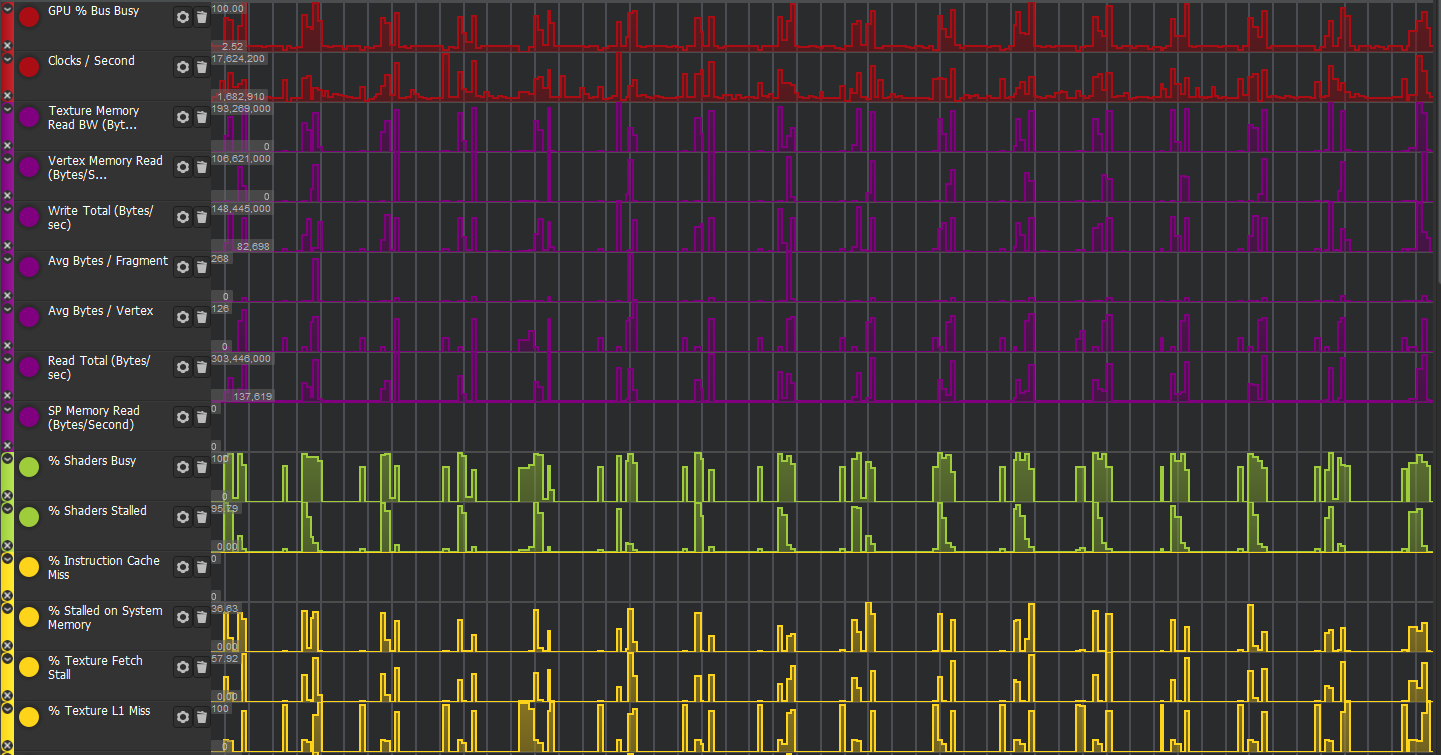 GPU % Bus Busy
100.00
2.52
Clocks / Second
17,624,200
1,682,910
Texture Memory
Read BW (Byt...
193,269,000
0
Vertex Memory Read
(Bytes/S...
106,621,000
0
Write Total (Bytes/
sec)
148,445,000
82,698
Avg Bytes / Fragment
268
0
Avg Bytes / Vertex
126
0
Read Total (Bytes/
sec)
303,446,000
137,619
SP Memory Read
(Bytes/Second)
0
0
% Shaders Busy
100
0
% Shaders Stalled
95.79
0.00
% Instruction Cache
Miss
0
0
% Stalled on System
Memory
36.63
0.00
% Texture Fetch
Stall
57.92
0.00
% Texture L1 Miss
100
0